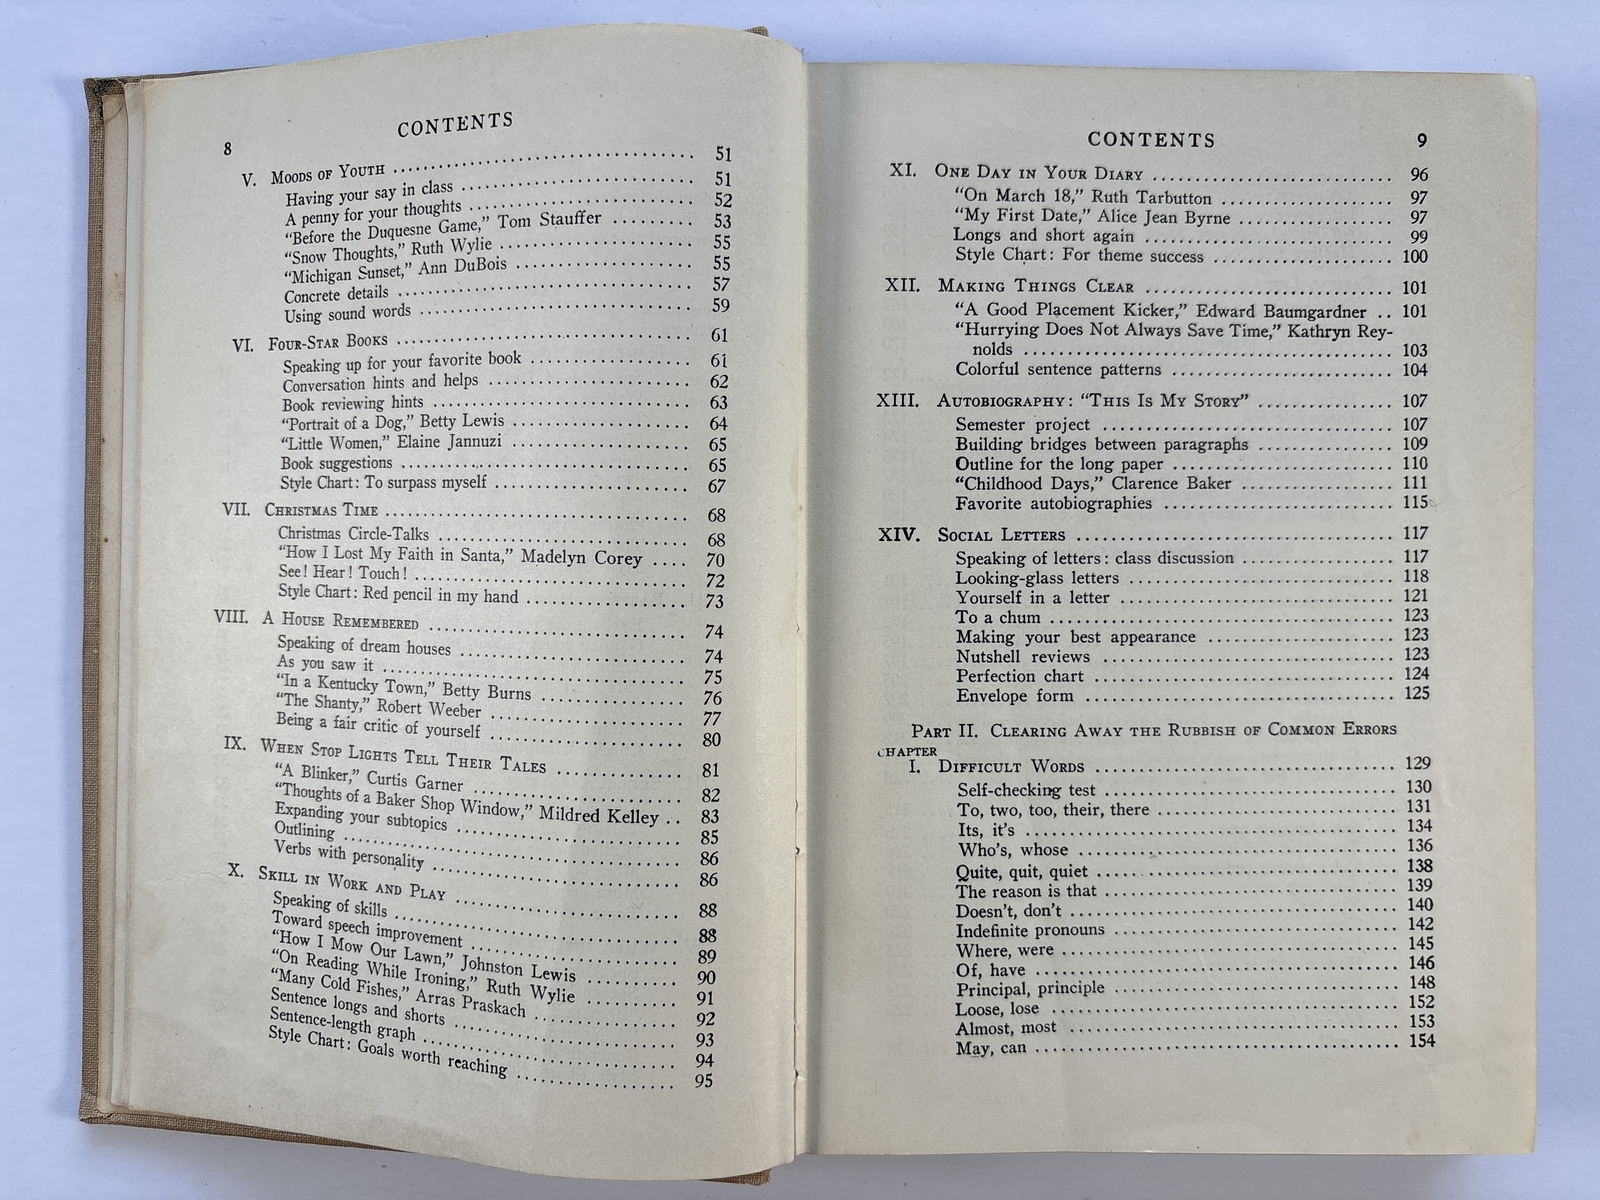 8
CONTENTS
V. MOODS OF YOUTH ........ 51
Having your say in class ........ 51
A penny for your thoughts ........ 52
“Before the Duquesne Game,” Tom Stauffer ........ 53
“Snow Thoughts,” Ruth Wylie ........ 55
“Michigan Sunset,” Ann DuBois ........ 55
Concrete details ........ 57
Using sound words ........ 59
VI. FOUR-STAR BOOKS ........ 61
Speaking up for your favorite book ........ 61
Conversation hints and helps ........ 62
Book reviewing hints ........ 63
“Portrait of a Dog,” Betty Lewis ........ 64
“Little Women,” Elaine Jannuzi ........ 65
Book suggestions ........ 65
Style Chart: To surpass myself ........ 67
VII. CHRISTMAS TIME ........ 68
Christmas Circle-Talks ........ 68
“How I Lost My Faith in Santa,” Madelyn Corey .... 70
See! Hear! Touch! ........ 72
Style Chart: Red pencil in my hand ........ 73
VIII. A HOUSE REMEMBERED ........ 74
Speaking of dream houses ........ 74
As you saw it ........ 75
“In a Kentucky Town,” Betty Burns ........ 76
“The Shanty,” Robert Weeber ........ 77
Being a fair critic of yourself ........ 80
IX. WHEN STOP LIGHTS TELL THEIR TALES ........ 81
“A Blinker,” Curtis Garner ........ 82
“Thoughts of a Baker Shop Window,” Mildred Kelley .. 83
Expanding your subtopics ........ 85
Outlining ........ 86
Verbs with personality ........ 86
X. SKILL IN WORK AND PLAY ........ 88
Speaking of skills ........ 88
Toward speech improvement ........ 89
“How I Mow Our Lawn,” Johnston Lewis ........ 90
“On Reading While Ironing,” Ruth Wylie ........ 91
“Many Cold Fishes,” Arras Praskach ........ 92
Sentence longs and shorts ........ 93
Sentence-length graph ........ 94
Style Chart: Goals worth reaching ........ 95
CONTENTS 9
XI. ONE DAY IN YOUR DIARY ........ 96
“On March 18,” Ruth Tarbutton ........ 97
“My First Date,” Alice Jean Byrne ........ 97
Longs and short again ........ 99
Style Chart: For theme success ........ 100
XII. MAKING THINGS CLEAR ........ 101
“A Good Placement Kicker,” Edward Baumgardner .. 101
“Hurrying Does Not Always Save Time,” Kathryn Rey-
nolds ........ 103
Colorful sentence patterns ........ 104
XIII. AUTOBIOGRAPHY: “THIS IS MY STORY” ........ 107
Semester project ........ 107
Building bridges between paragraphs ........ 109
Outline for the long paper ........ 110
“Childhood Days,” Clarence Baker ........ 111
Favorite autobiographies ........ 115
XIV. SOCIAL LETTERS ........ 117
Speaking of letters: class discussion ........ 117
Looking-glass letters ........ 118
Yourself in a letter ........ 121
To a chum ........ 123
Making your best appearance ........ 123
Nutshell reviews ........ 123
Perfection chart ........ 124
Envelope form ........ 125
PART II. CLEARING AWAY THE RUBBISH OF COMMON ERRORS
CHAPTER
I. DIFFICULT WORDS ........ 129
Self-checking test ........ 130
To, two, too, their, there ........ 131
Its, it's ........ 134
Who's, whose ........ 136
Quite, quit, quiet ........ 138
The reason is that ........ 139
Doesn't, don't ........ 140
Indefinite pronouns ........ 142
Where, were ........ 145
Of, have ........ 146
Principal, principle ........ 148
Loose, lose ........ 152
Almost, most ........ 153
May, can ........ 154